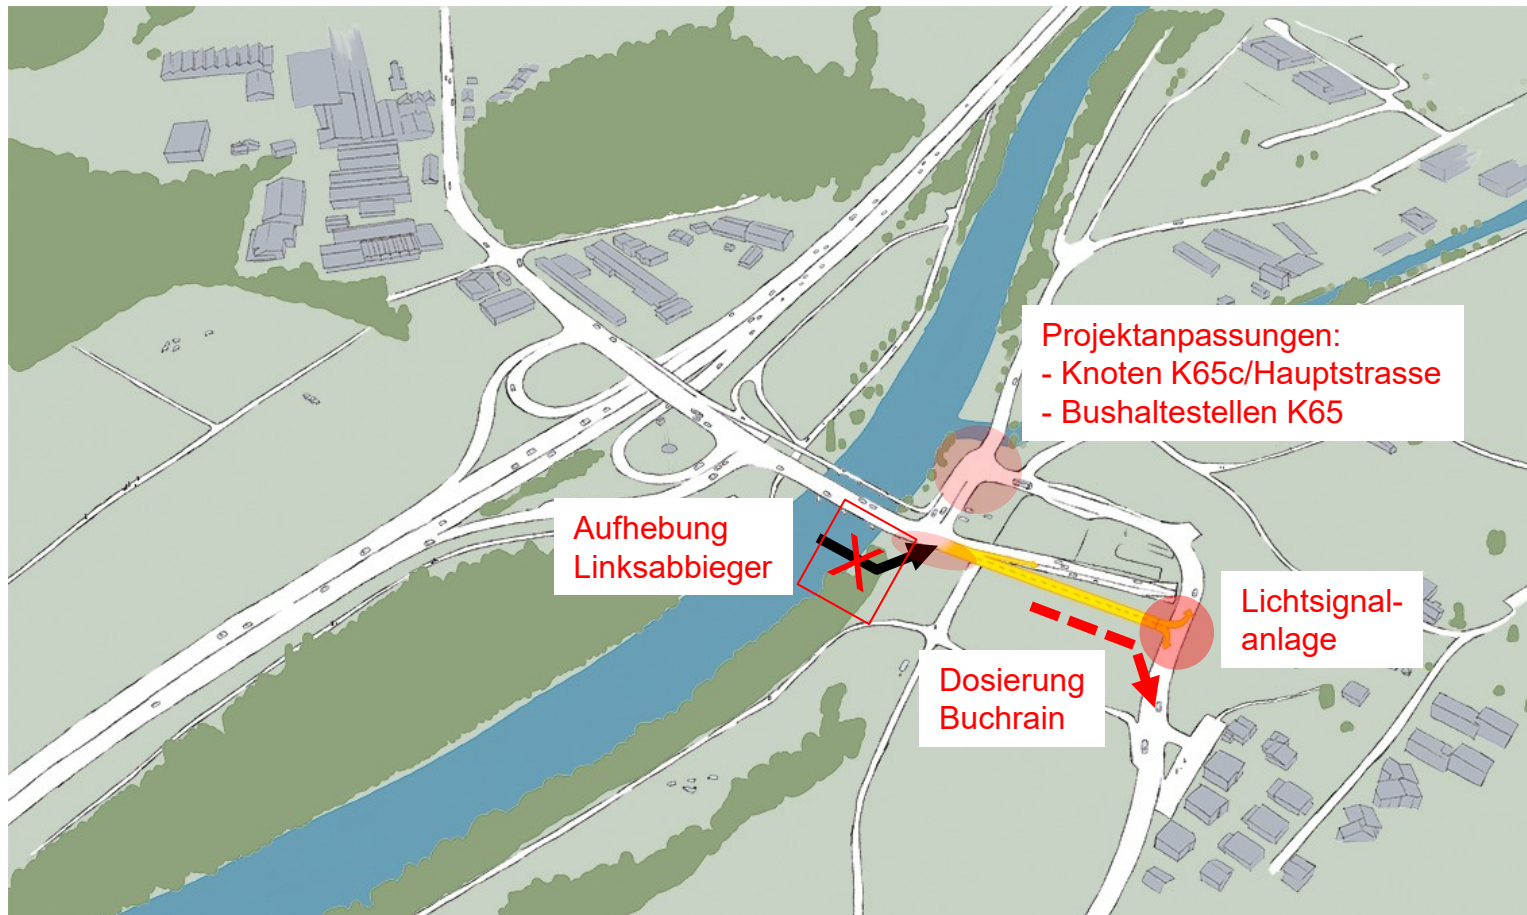 Projektanpassungen:
- Knoten K65c/Hauptstrasse
- Bushaltestellen K65
Aufhebung
Linksabbieger
Lichtsignal-
anlage
Dosierung
Buchrain